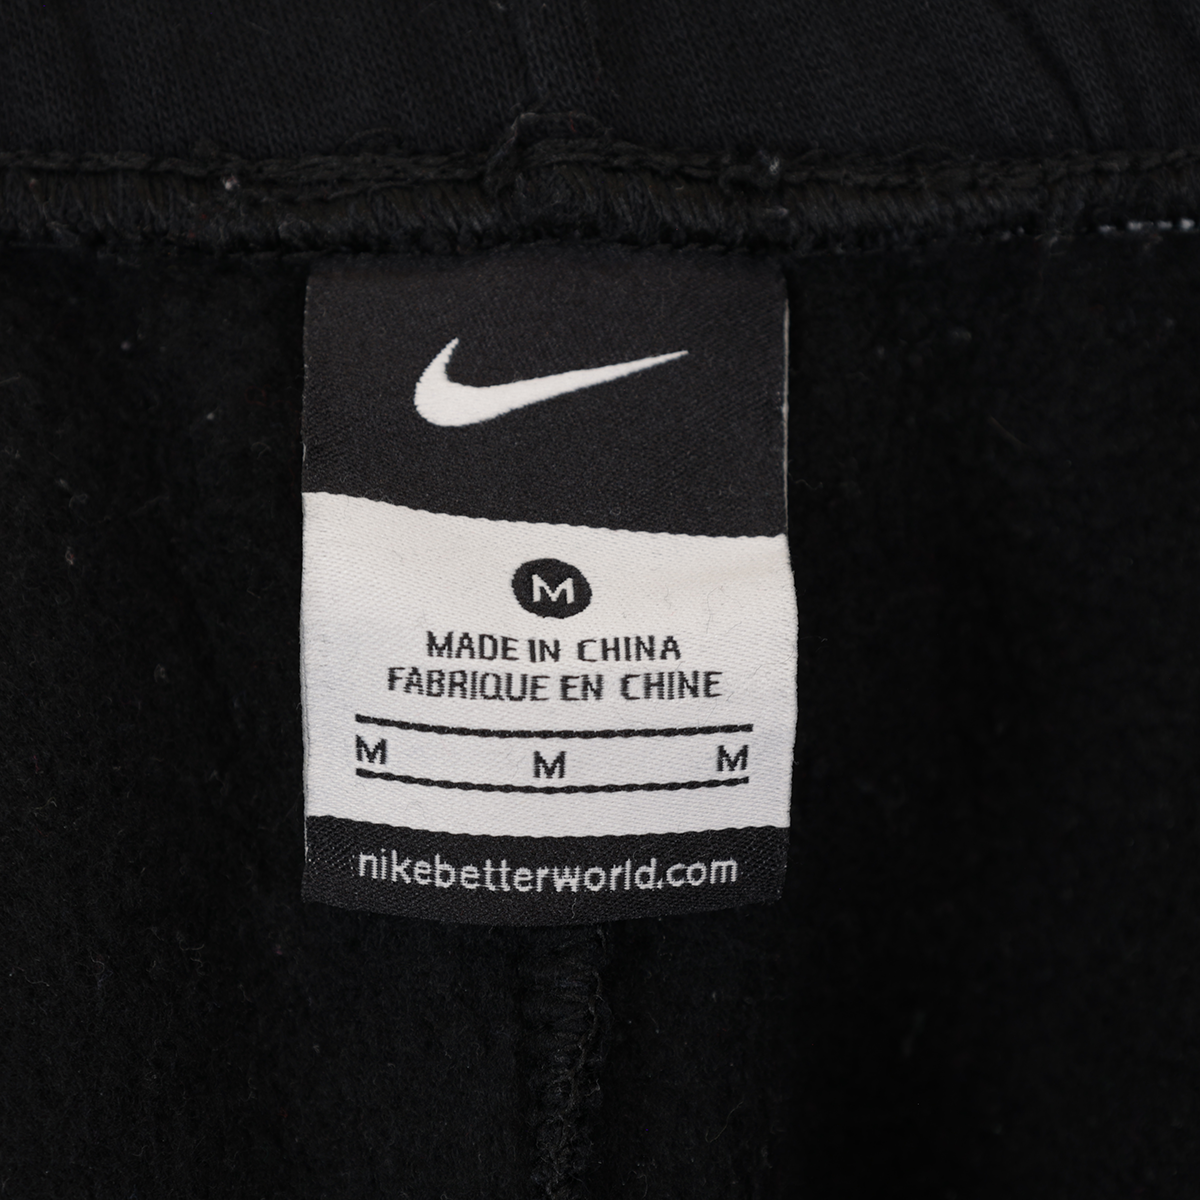 M
MADE IN CHINA
FABRIQUE EN CHINE
M M M
nikebetterworld.com